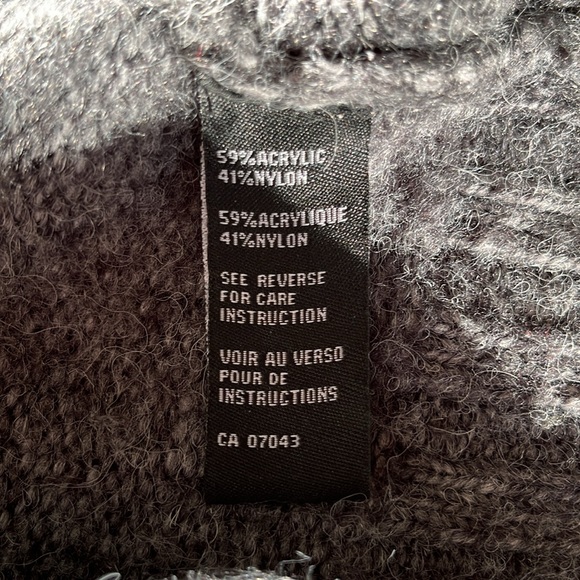 59%ACRYLIC
41%NYLON
59%ACRYLIQUE
41%NYLON
SEE REVERSE
FOR CARE
INSTRUCTION
VOIR AU VERSO
POUR DE
INSTRUCTIONS
CA 07043